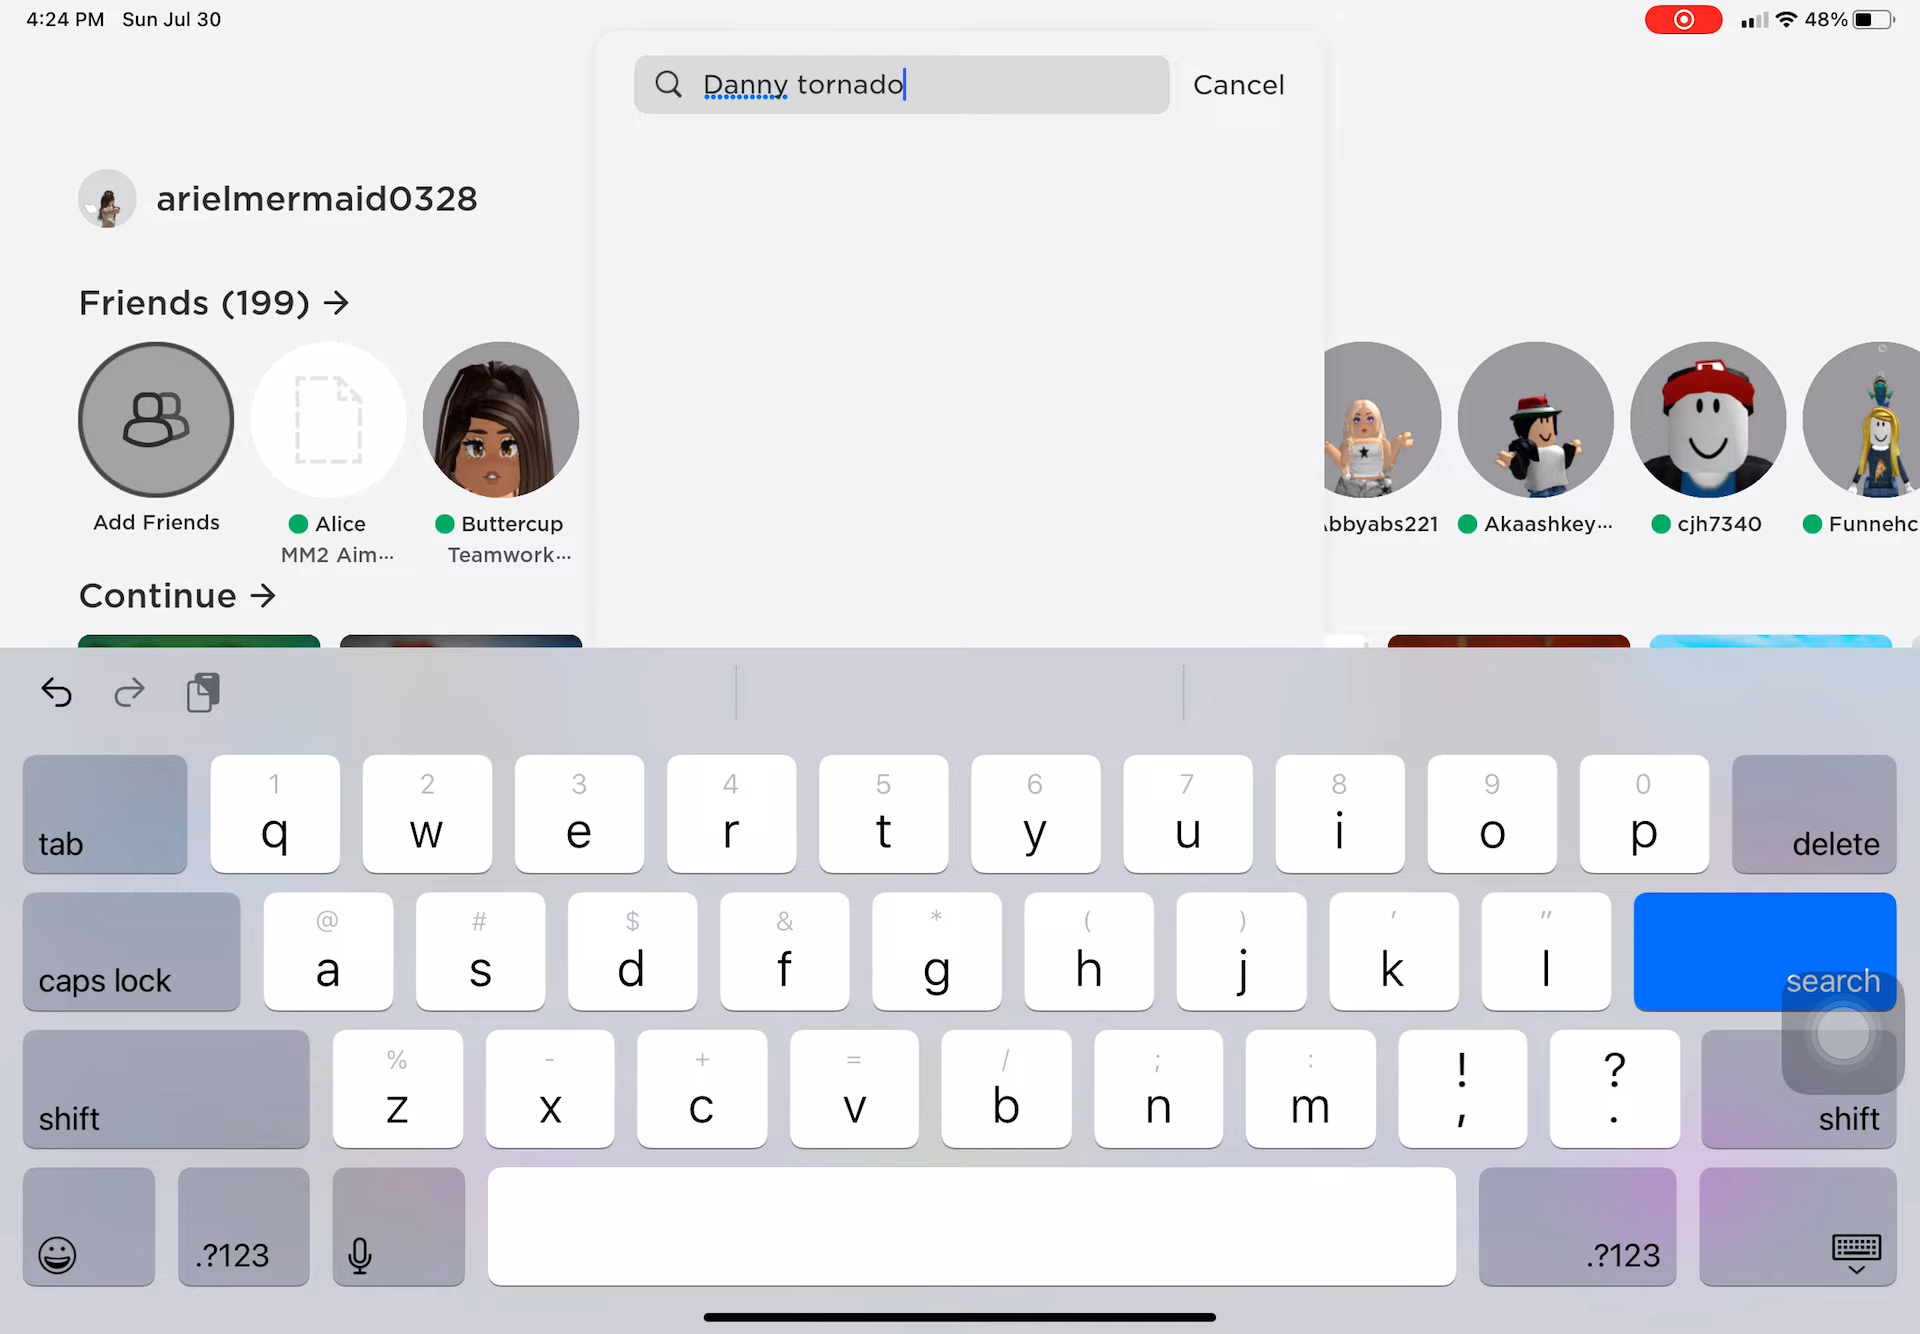 4:24 PM Sun Jul 30
48%
Danny tornado
Cancel
arielmermaid0328
Friends (199) →
Add Friends
Alice
MM2 Aim...
Buttercup
Teamwork...
bbyabs221
Akaashkey...
cjh7340
Funnehc
Continue →
tab
1 2 3 4 5 6 7 8 9 0
q w e r t y u i o p
delete
@ # $ & * ( ) ' "
caps lock
a s d f g h j k l
search
% - + = / ; : ! ?
shift
z x c v b n m , .
shift
.?123
.?123